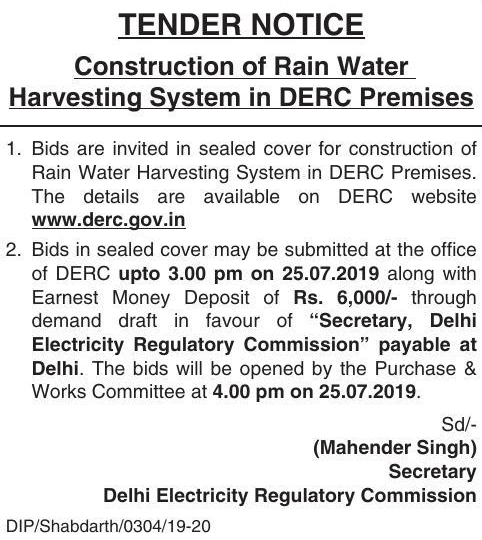 TENDER NOTICE
Construction of Rain Water
Harvesting System in DERC Premises
1. Bids are invited in sealed cover for construction of
Rain Water Harvesting System in DERC Premises.
The details are available on DERC website
www.derc.gov.in
2. Bids in sealed cover may be submitted at the office
of DERC upto 3.00 pm on 25.07.2019 along with
Earnest Money Deposit of Rs. 6,000/- through
demand draft in favour of “Secretary, Delhi
Electricity Regulatory Commission” payable at
Delhi. The bids will be opened by the Purchase &
Works Committee at 4.00 pm on 25.07.2019.
Sd/-
(Mahender Singh)
Secretary
Delhi Electricity Regulatory Commission
DIP/Shabdarth/0304/19-20